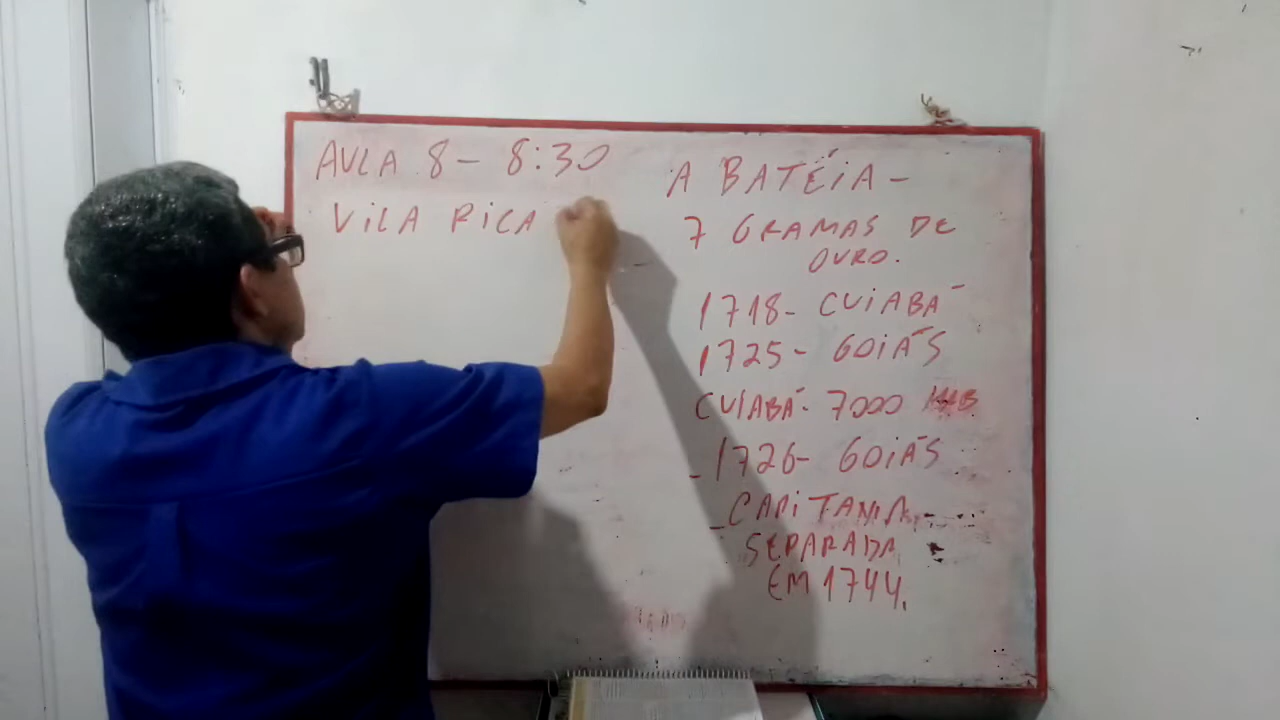 AULA 8 - 8:30
VILA RICA
A BATÉIA -
7 GRAMAS DE
OURO.
1718 - CUIABÁ
1725 - GOIÁS
CUIABÁ - 7000 HAB
- 1726 - GOIÁS
- CAPITANIA
SEPARADA
EM 1744.